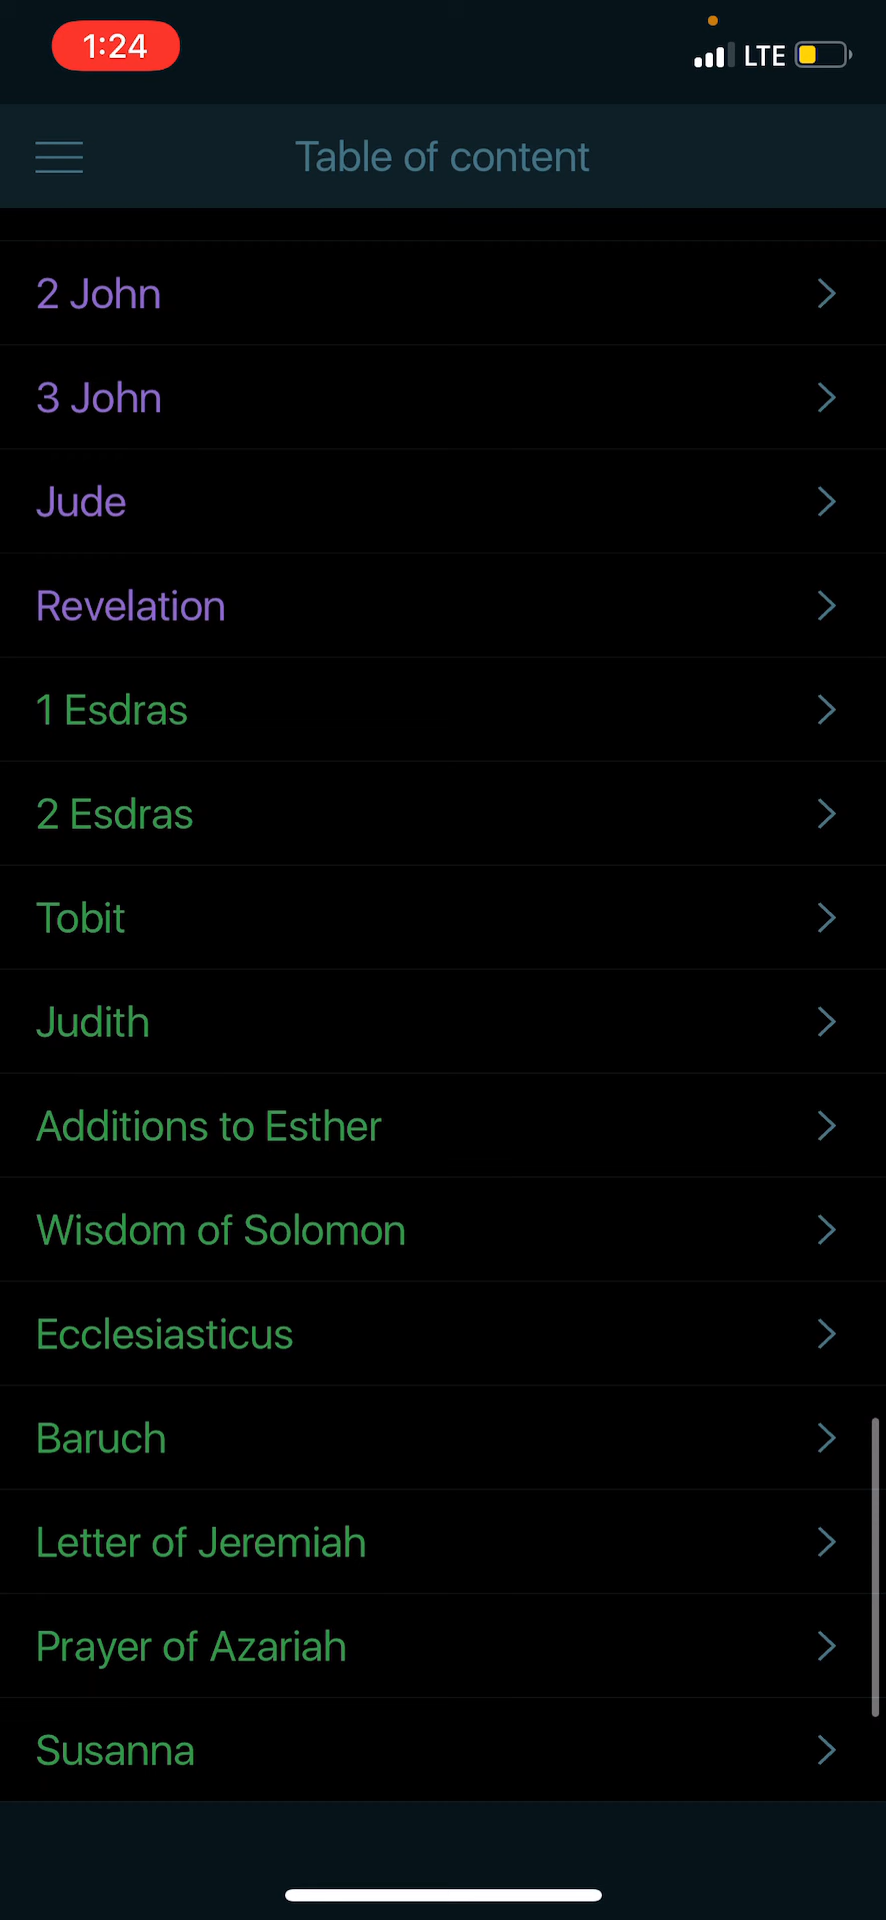 1:24
LTE
Table of content
2 John
3 John
Jude
Revelation
1 Esdras
2 Esdras
Tobit
Judith
Additions to Esther
Wisdom of Solomon
Ecclesiasticus
Baruch
Letter of Jeremiah
Prayer of Azariah
Susanna